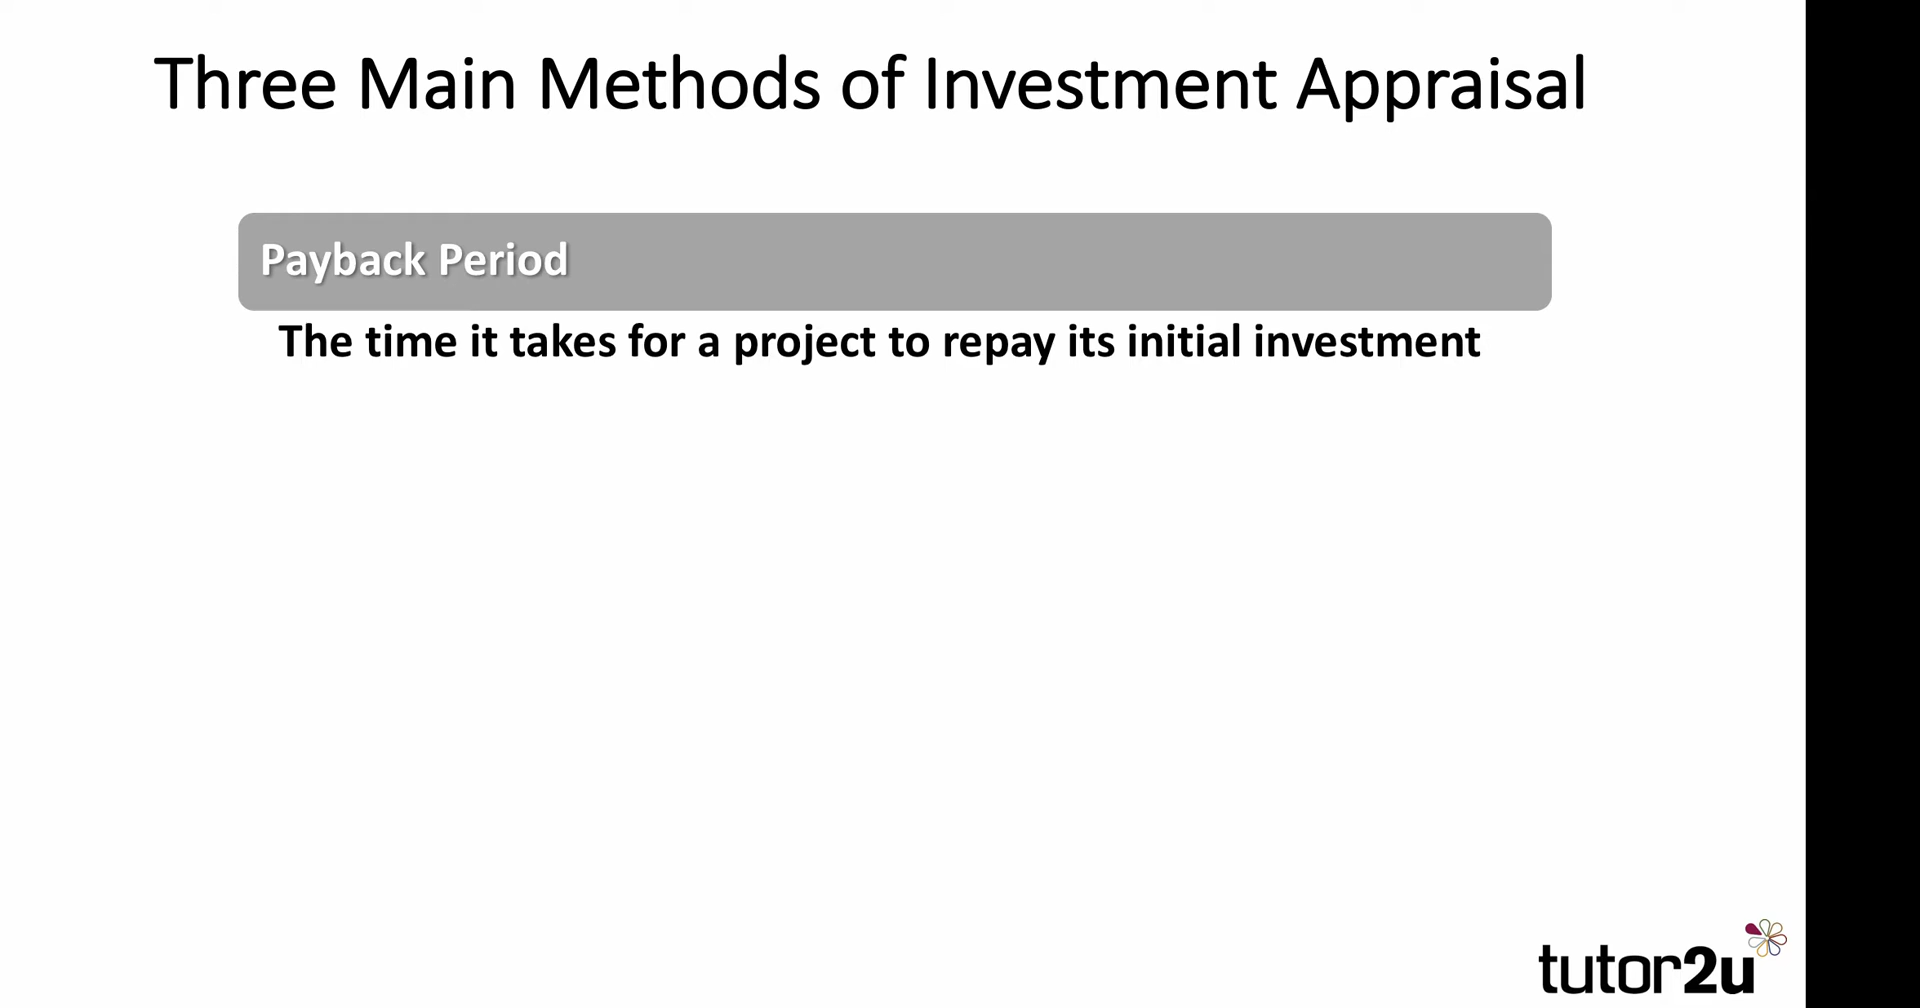 Three Main Methods of Investment Appraisal
Payback Period
The time it takes for a project to repay its initial investment
tutor2u